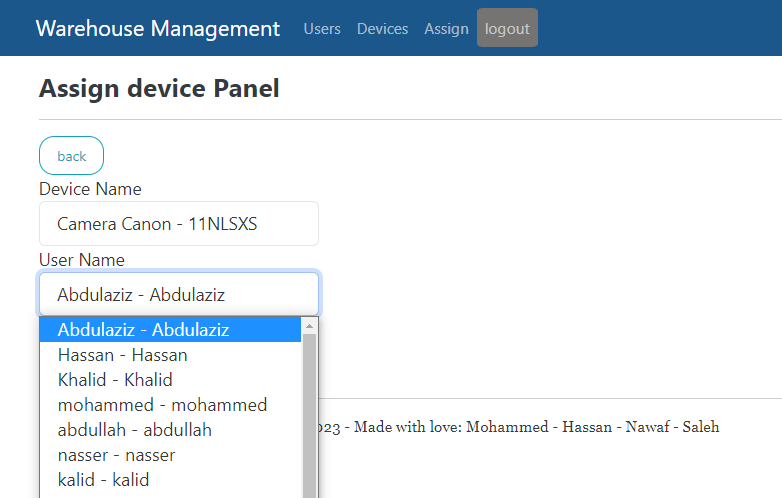 Warehouse Management Users Devices Assign logout
Assign device Panel
back
Device Name
Camera Canon - 11NLSXS
User Name
Abdulaziz - Abdulaziz
Abdulaziz - Abdulaziz
Hassan - Hassan
Khalid - Khalid
mohammed - mohammed
abdullah - abdullah
nasser - nasser
kalid - kalid
023 - Made with love: Mohammed - Hassan - Nawaf - Saleh